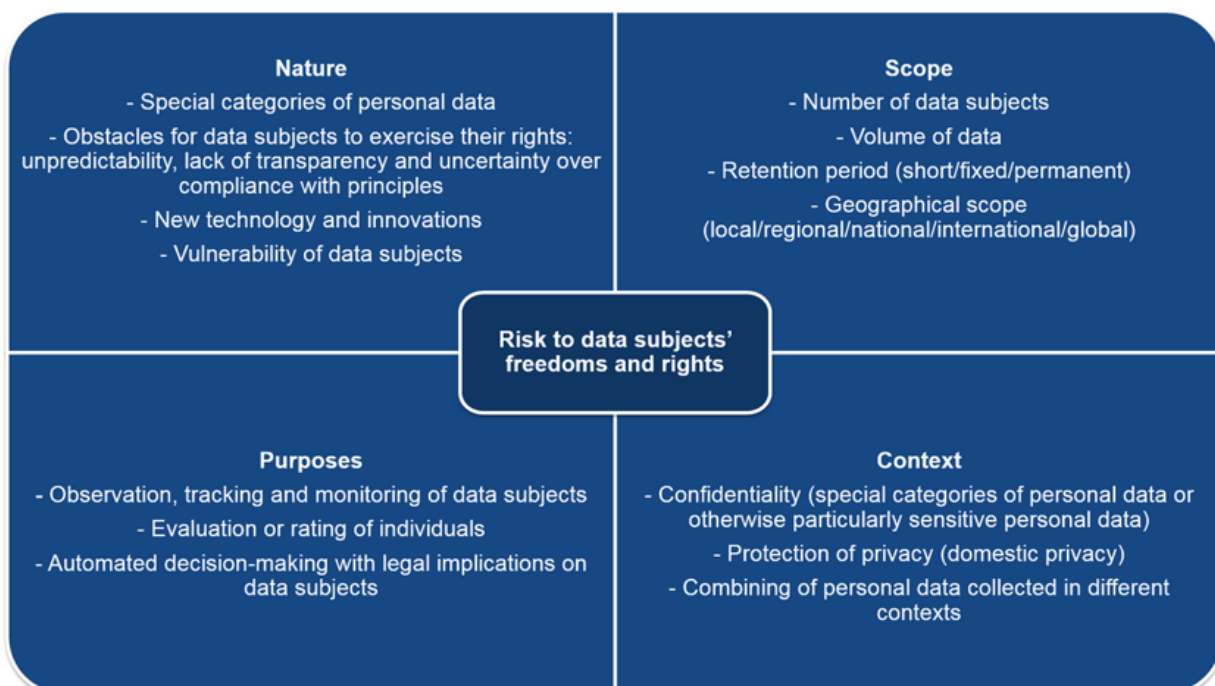 Nature
- Special categories of personal data
- Obstacles for data subjects to exercise their rights:
unpredictability, lack of transparency and uncertainty over
compliance with principles
- New technology and innovations
- Vulnerability of data subjects
Scope
- Number of data subjects
- Volume of data
- Retention period (short/fixed/permanent)
- Geographical scope
(local/regional/national/international/global)
Risk to data subjects’
freedoms and rights
Purposes
- Observation, tracking and monitoring of data subjects
- Evaluation or rating of individuals
- Automated decision-making with legal implications on
data subjects
Context
- Confidentiality (special categories of personal data or
otherwise particularly sensitive personal data)
- Protection of privacy (domestic privacy)
- Combining of personal data collected in different
contexts